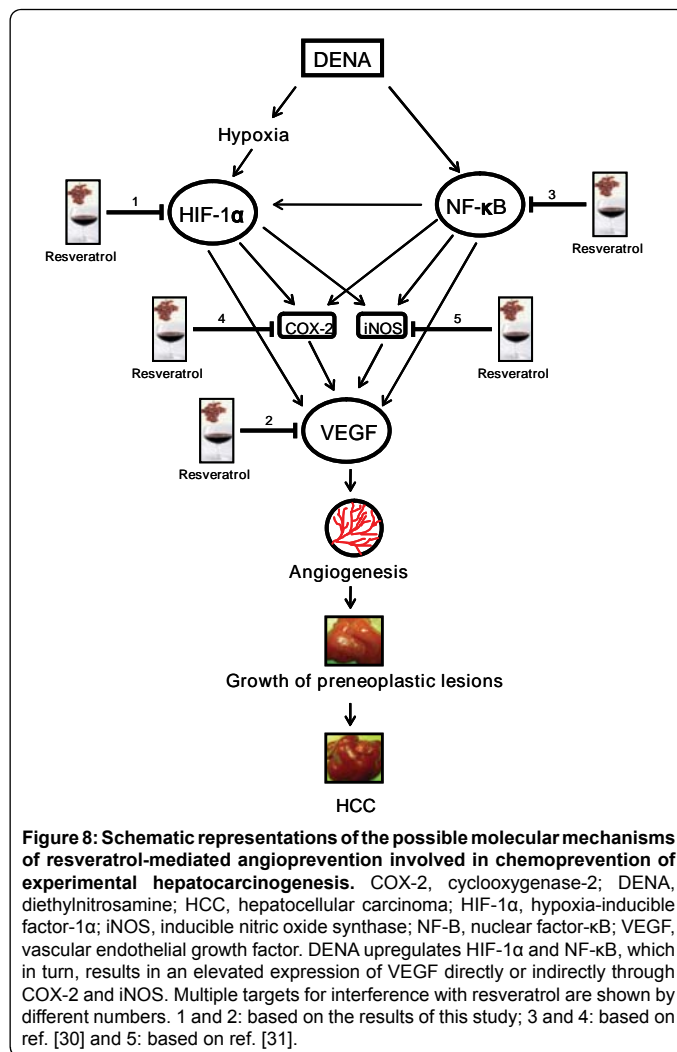 DENA
Hypoxia
1
3
HIF-1α
NF-κB
Resveratrol
Resveratrol
4
COX-2
iNOS
5
Resveratrol
Resveratrol
2
VEGF
Resveratrol
Angiogenesis
Growth of preneoplastic lesions
HCC
Figure 8: Schematic representations of the possible molecular mechanisms
of resveratrol-mediated angioprevention involved in chemoprevention of
experimental hepatocarcinogenesis. COX-2, cyclooxygenase-2; DENA,
diethylnitrosamine; HCC, hepatocellular carcinoma; HIF-1α, hypoxia-inducible
factor-1α; iNOS, inducible nitric oxide synthase; NF-B, nuclear factor-κB; VEGF,
vascular endothelial growth factor. DENA upregulates HIF-1α and NF-κB, which
in turn, results in an elevated expression of VEGF directly or indirectly through
COX-2 and iNOS. Multiple targets for interference with resveratrol are shown by
different numbers. 1 and 2: based on the results of this study; 3 and 4: based on
ref. [30] and 5: based on ref. [31].